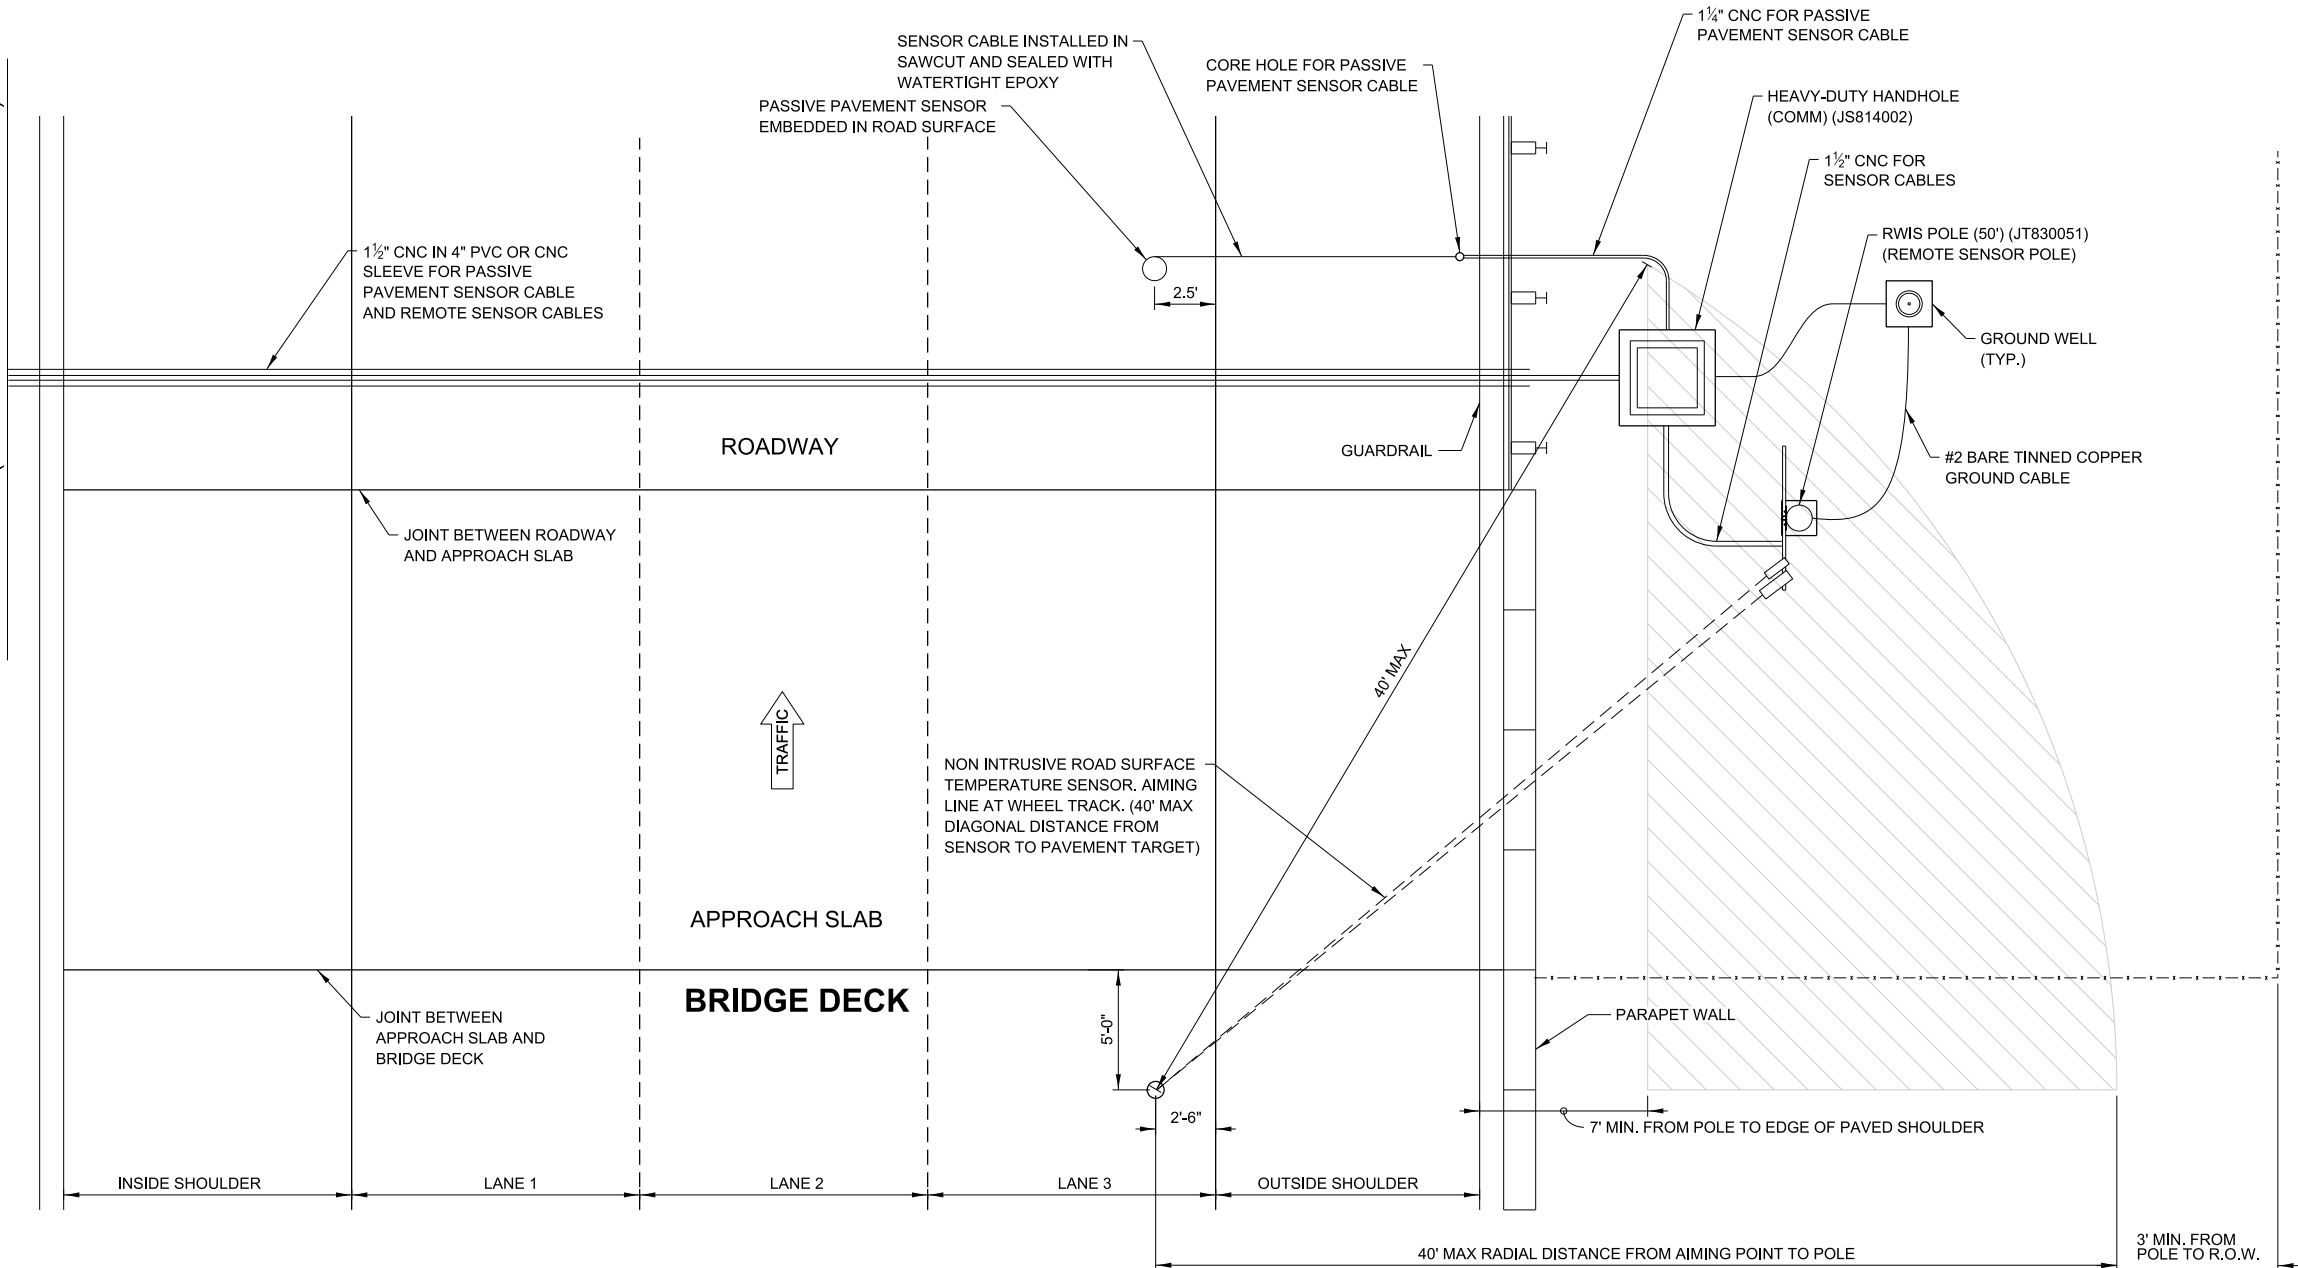 1¼" CNC FOR PASSIVE
PAVEMENT SENSOR CABLE
SENSOR CABLE INSTALLED IN
SAWCUT AND SEALED WITH
WATERTIGHT EPOXY
CORE HOLE FOR PASSIVE
PAVEMENT SENSOR CABLE
PASSIVE PAVEMENT SENSOR
EMBEDDED IN ROAD SURFACE
HEAVY-DUTY HANDHOLE
(COMM) (JS814002)
1½" CNC FOR
SENSOR CABLES
RWIS POLE (50') (JT830051)
(REMOTE SENSOR POLE)
1½" CNC IN 4" PVC OR CNC
SLEEVE FOR PASSIVE
PAVEMENT SENSOR CABLE
AND REMOTE SENSOR CABLES
2.5'
GROUND WELL
(TYP.)
ROADWAY
GUARDRAIL
#2 BARE TINNED COPPER
GROUND CABLE
JOINT BETWEEN ROADWAY
AND APPROACH SLAB
40' MAX
TRAFFIC
NON INTRUSIVE ROAD SURFACE
TEMPERATURE SENSOR. AIMING
LINE AT WHEEL TRACK. (40' MAX
DIAGONAL DISTANCE FROM
SENSOR TO PAVEMENT TARGET)
APPROACH SLAB
BRIDGE DECK
JOINT BETWEEN
APPROACH SLAB AND
BRIDGE DECK
5'-0"
PARAPET WALL
2'-6"
7' MIN. FROM POLE TO EDGE OF PAVED SHOULDER
INSIDE SHOULDER
LANE 1
LANE 2
LANE 3
OUTSIDE SHOULDER
40' MAX RADIAL DISTANCE FROM AIMING POINT TO POLE
3' MIN. FROM
POLE TO R.O.W.